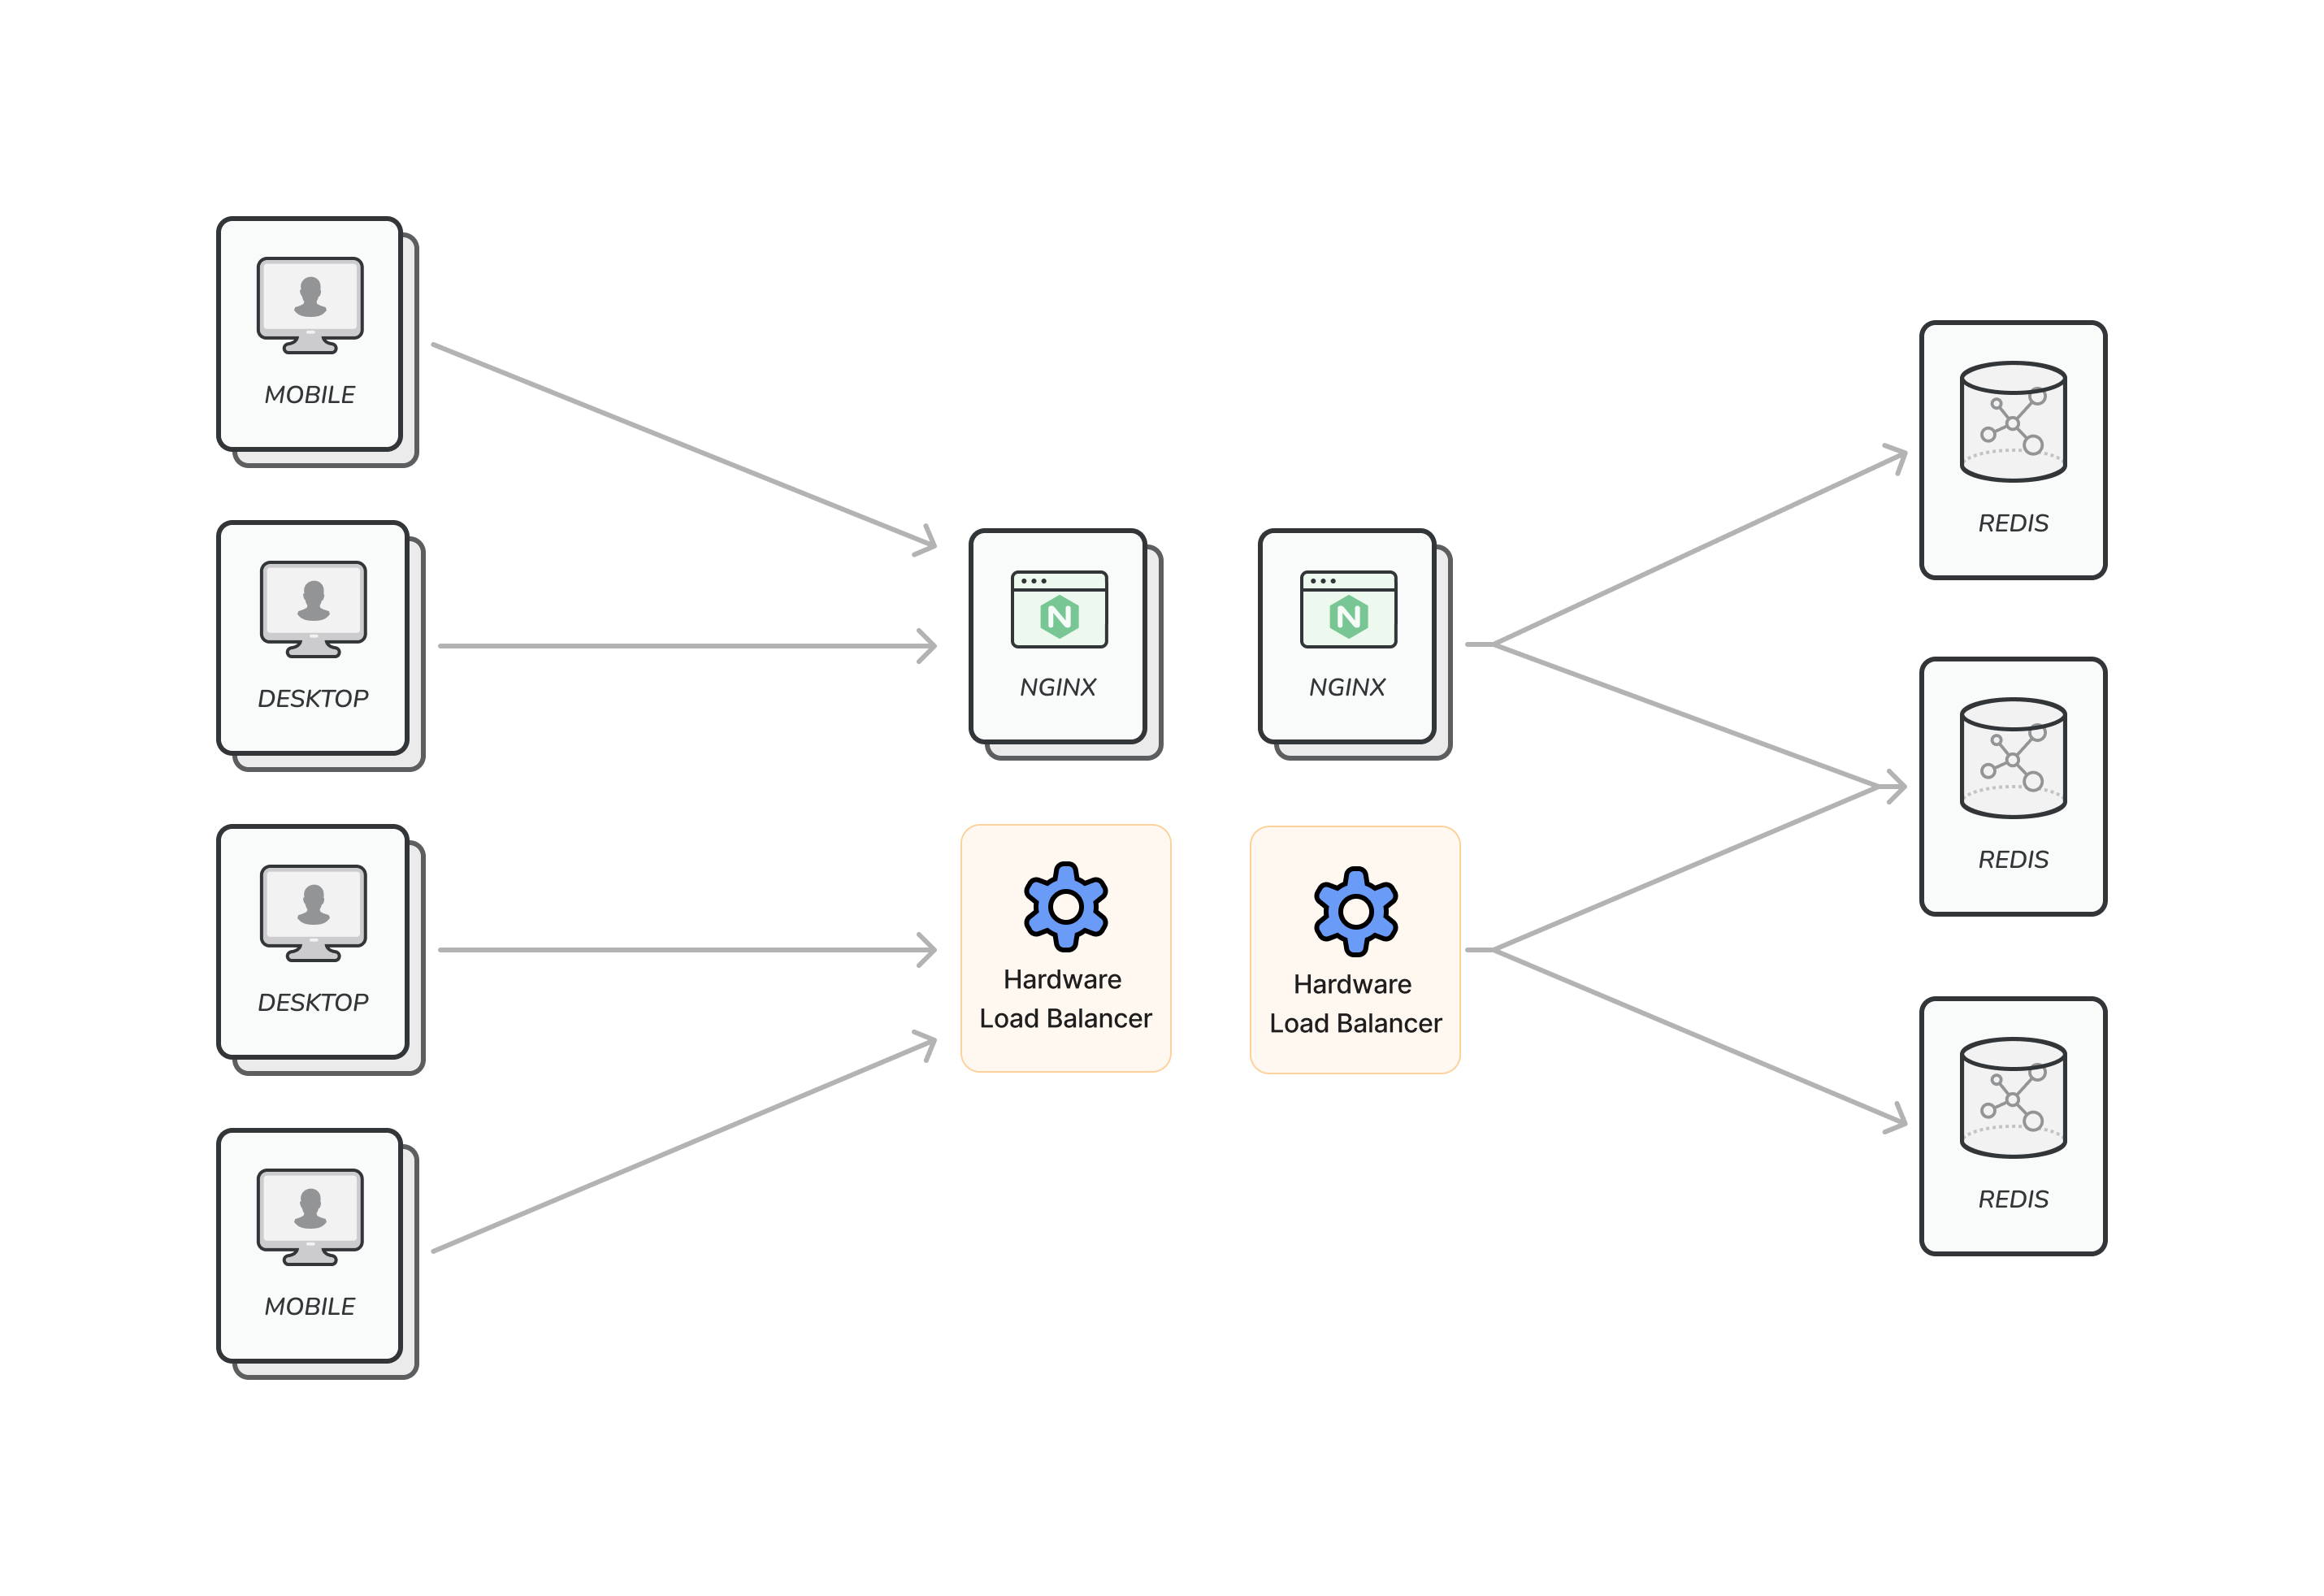 MOBILE
DESKTOP
DESKTOP
MOBILE
NGINX
NGINX
Hardware
Load Balancer
Hardware
Load Balancer
REDIS
REDIS
REDIS